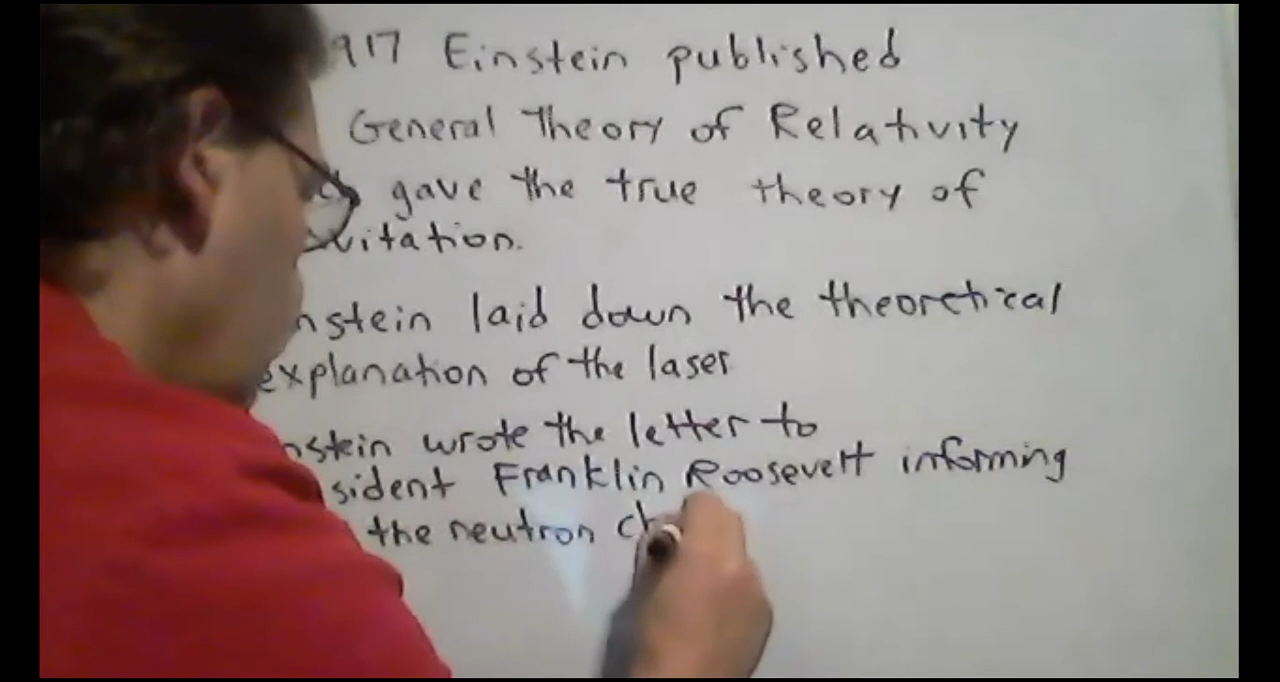 917 Einstein published
General Theory of Relativity
gave the true theory of
vitation.
nstein laid down the theoretical
explanation of the laser
nstein wrote the letter to
sident Franklin Roosevelt informing
the neutron ch